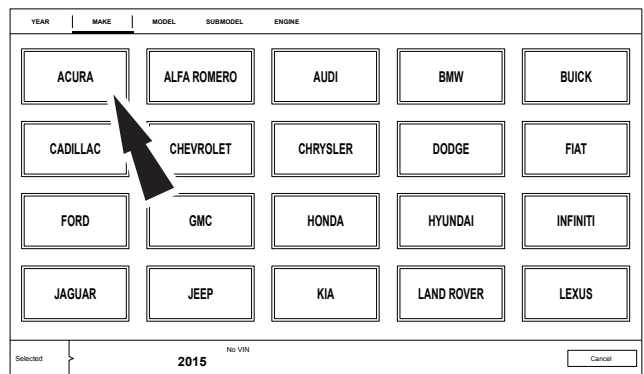 YEAR MAKE MODEL SUBMODEL ENGINE
ACURA ALFA ROMERO AUDI BMW BUICK
CADILLAC CHEVROLET CHRYSLER DODGE FIAT
FORD GMC HONDA HYUNDAI INFINITI
JAGUAR JEEP KIA LAND ROVER LEXUS
No VIN
Selected 2015 Cancel